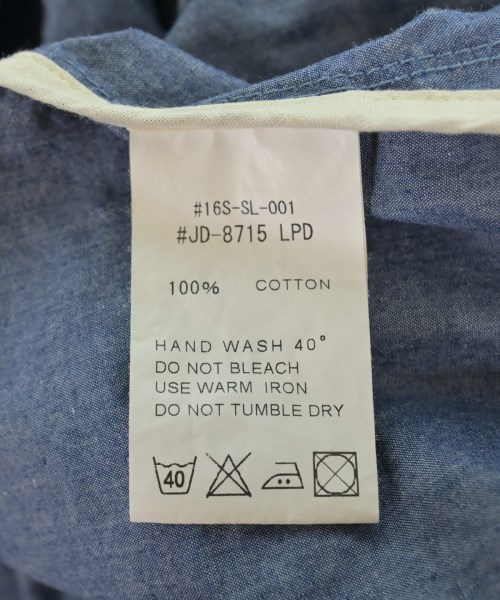 #16S-SL-001
#JD-8715 LPD
100% COTTON
HAND WASH 40°
DO NOT BLEACH
USE WARM IRON
DO NOT TUMBLE DRY
40